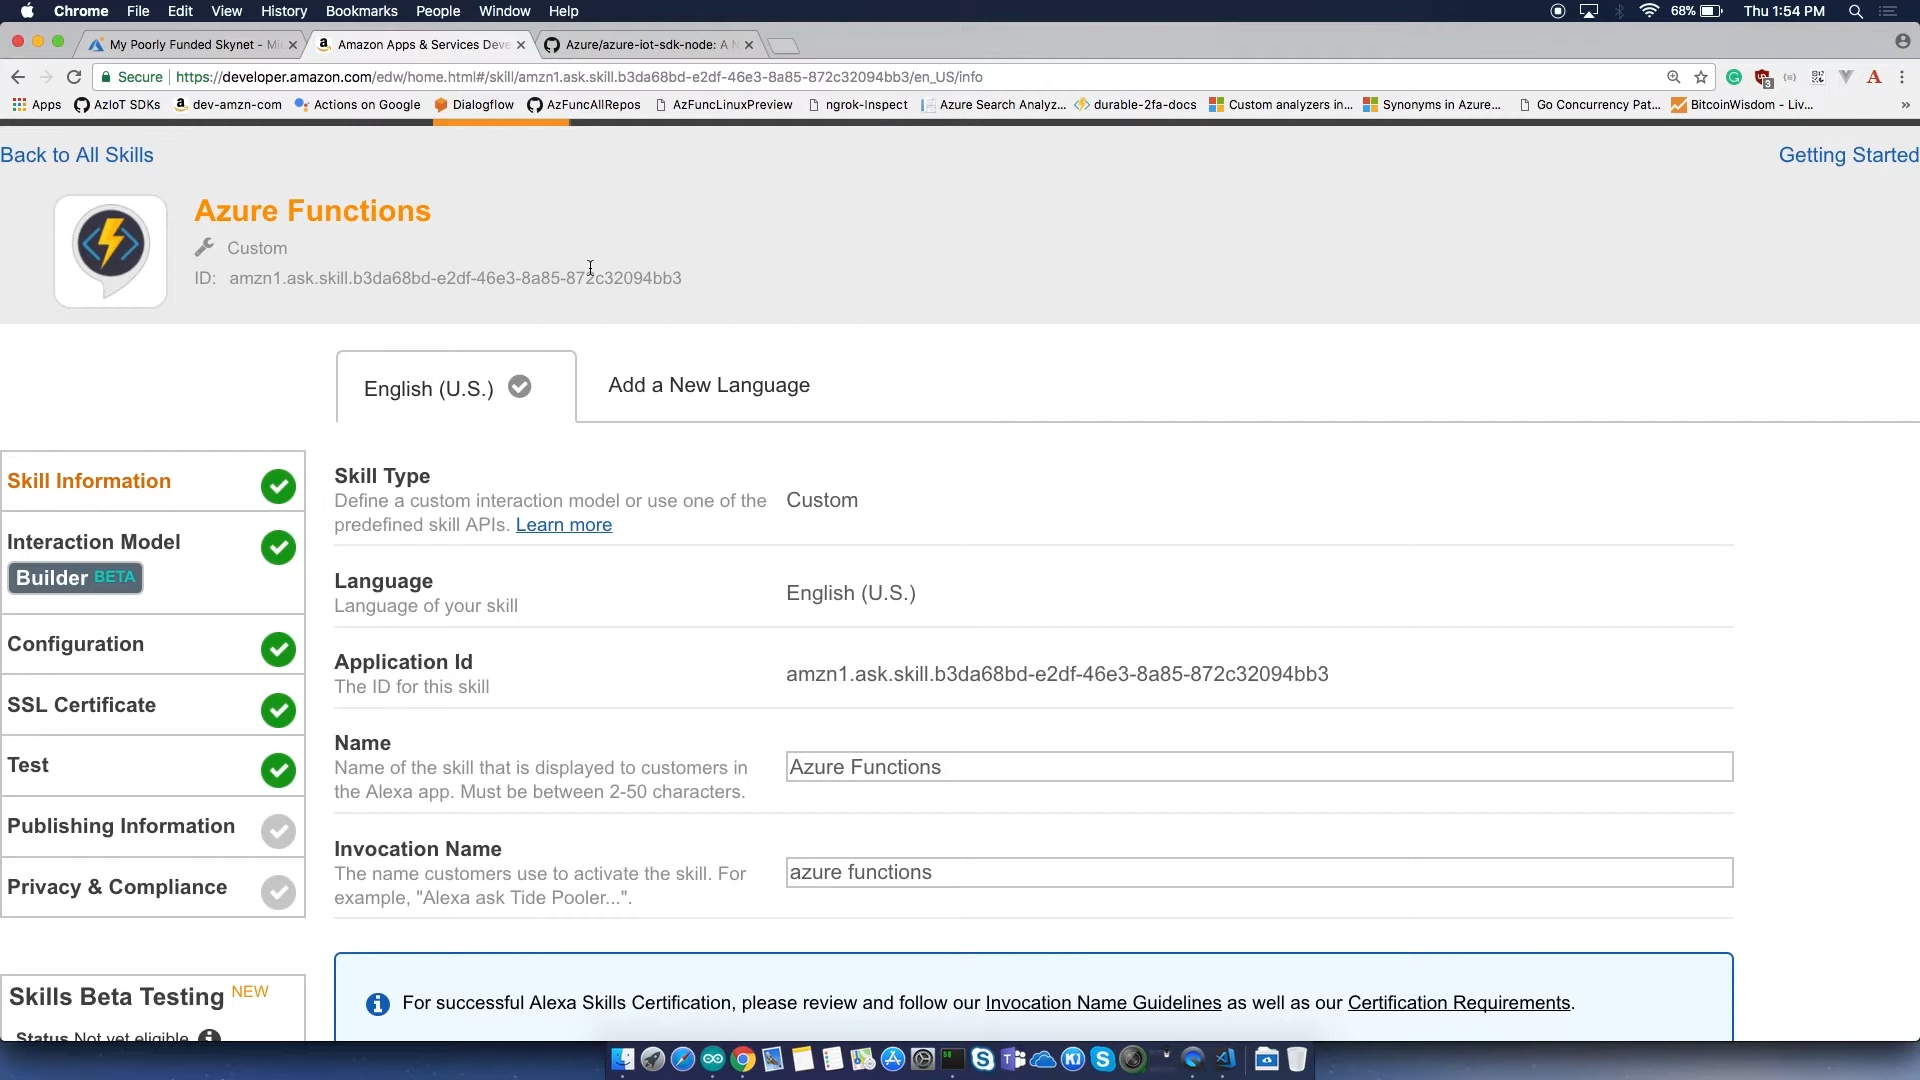 Chrome File Edit View History Bookmarks People Window Help 68% Thu 1:54 PM
My Poorly Funded Skynet - Mi Amazon Apps & Services Deve Azure/azure-iot-sdk-node: A N
Secure https://developer.amazon.com/edw/home.html#/skill/amzn1.ask.skill.b3da68bd-e2df-46e3-8a85-872c32094bb3/en_US/info
Apps AzIoT SDKs dev-amzn-com Actions on Google Dialogflow AzFuncAllRepos AzFuncLinuxPreview ngrok-Inspect Azure Search Analyz... durable-2fa-docs Custom analyzers in... Synonyms in Azure... Go Concurrency Pat... BitcoinWisdom - Liv... »
Back to All Skills Getting Started
Azure Functions
Custom
ID: amzn1.ask.skill.b3da68bd-e2df-46e3-8a85-872c32094bb3
English (U.S.) Add a New Language
Skill Information
Interaction Model
Builder BETA
Configuration
SSL Certificate
Test
Publishing Information
Privacy & Compliance
Skills Beta Testing NEW
Status Not yet eligible
Skill Type
Define a custom interaction model or use one of the
predefined skill APIs. Learn more
Custom
Language
Language of your skill
English (U.S.)
Application Id
The ID for this skill
amzn1.ask.skill.b3da68bd-e2df-46e3-8a85-872c32094bb3
Name
Name of the skill that is displayed to customers in
the Alexa app. Must be between 2-50 characters.
Azure Functions
Invocation Name
The name customers use to activate the skill. For
example, "Alexa ask Tide Pooler...".
azure functions
For successful Alexa Skills Certification, please review and follow our Invocation Name Guidelines as well as our Certification Requirements.